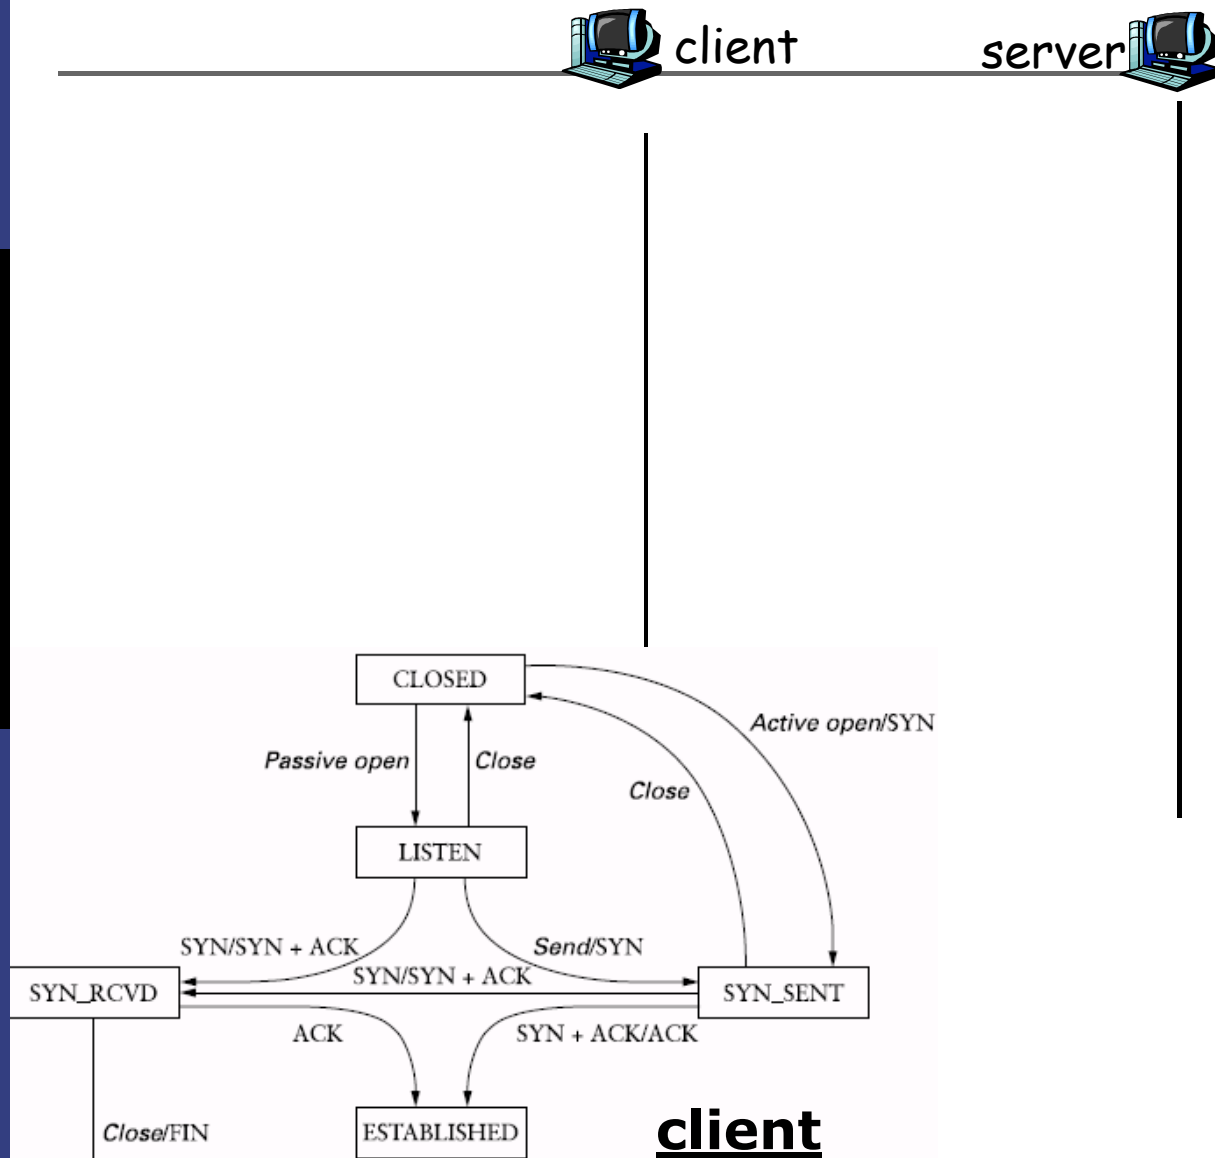 client
server
CLOSED
Active open/SYN
Passive open
Close
Close
LISTEN
SYN/SYN + ACK
Send/SYN
SYN/SYN + ACK
SYN_RCVD
SYN_SENT
ACK
SYN + ACK/ACK
Close/FIN
ESTABLISHED
client